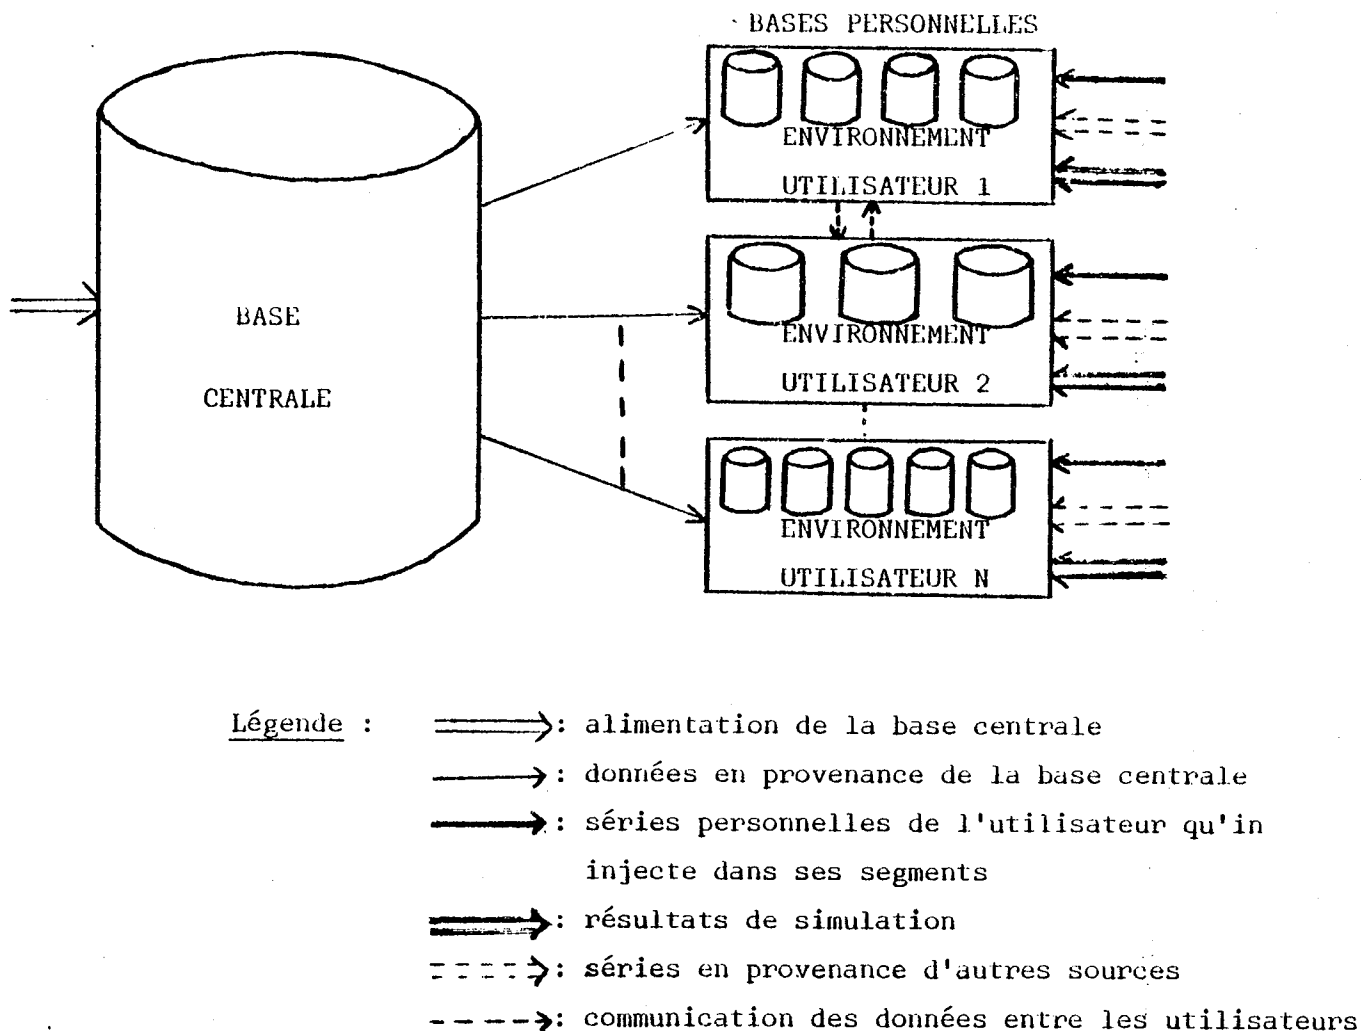 BASES PERSONNELLES
ENVIRONNEMENT
UTILISATEUR 1
BASE
CENTRALE
ENVIRONNEMENT
UTILISATEUR 2
ENVIRONNEMENT
UTILISATEUR N
Légende :
: alimentation de la base centrale
: données en provenance de la base centrale
: séries personnelles de l'utilisateur qu'in
injecte dans ses segments
: résultats de simulation
: séries en provenance d'autres sources
: communication des données entre les utilisateurs